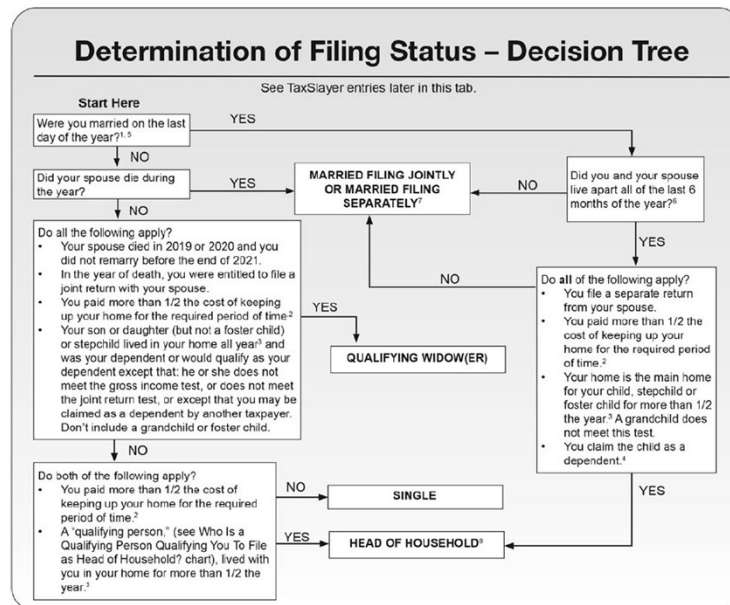 Determination of Filing Status – Decision Tree
See TaxSlayer entries later in this tab.
Start Here
Were you married on the last
day of the year?1, 5
YES
NO
Did your spouse die during
the year?
YES
MARRIED FILING JOINTLY
OR MARRIED FILING
SEPARATELY7
NO
Did you and your spouse
live apart all of the last 6
months of the year?6
NO
YES
Do all the following apply?
• Your spouse died in 2019 or 2020 and you
did not remarry before the end of 2021.
• In the year of death, you were entitled to file a
joint return with your spouse.
• You paid more than 1/2 the cost of keeping
up your home for the required period of time.2
• Your son or daughter (but not a foster child)
or stepchild lived in your home all year3 and
was your dependent or would qualify as your
dependent except that: he or she does not
meet the gross income test, or does not meet
the joint return test, or except that you may be
claimed as a dependent by another taxpayer.
Don't include a grandchild or foster child.
YES
QUALIFYING WIDOW(ER)
NO
Do all of the following apply?
• You file a separate return
from your spouse.
• You paid more than 1/2 the
cost of keeping up your
home for the required period
of time.2
• Your home is the main home
for your child, stepchild or
foster child for more than 1/2
the year.3 A grandchild does
not meet this test.
• You claim the child as a
dependent.4
NO
YES
Do both of the following apply?
• You paid more than 1/2 the cost of
keeping up your home for the required
period of time.2
• A "qualifying person," (see Who Is a
Qualifying Person Qualifying You To File
as Head of Household? chart), lived with
you in your home for more than 1/2 the
year.3
NO
SINGLE
YES
HEAD OF HOUSEHOLD